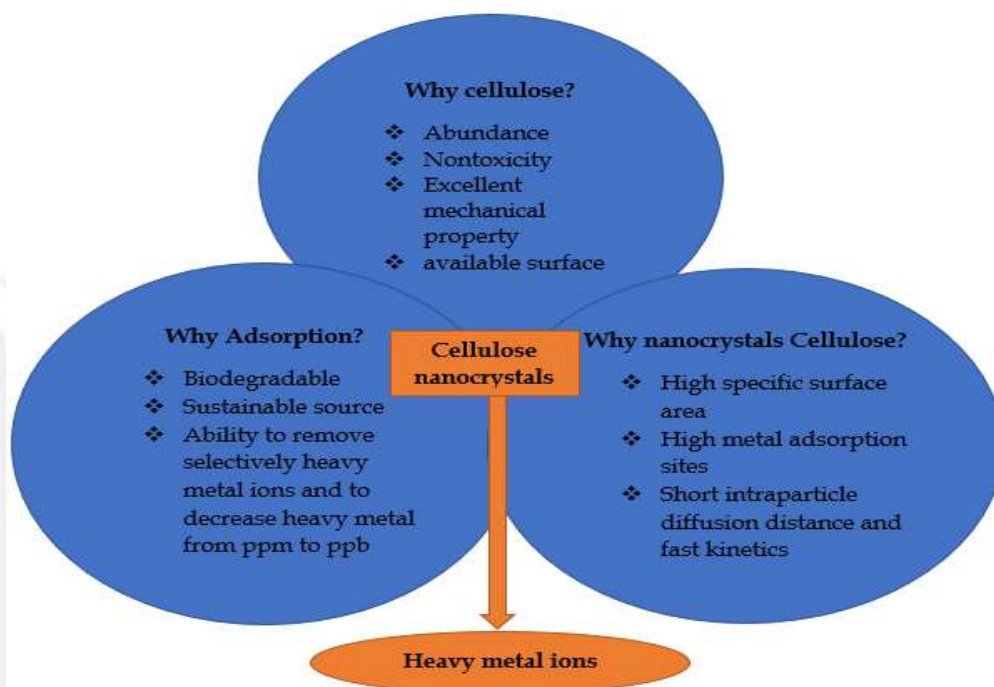 Why cellulose?
❖ Abundance
❖ Nontoxicity
❖ Excellent
mechanical
property
❖ available surface
Why Adsorption?
❖ Biodegradable
❖ Sustainable source
❖ Ability to remove
selectively heavy
metal ions and to
decrease heavy metal
from ppm to ppb
Cellulose
nanocrystals
Why nanocrystals Cellulose?
❖ High specific surface
area
❖ High metal adsorption
sites
❖ Short intraparticle
diffusion distance and
fast kinetics
Heavy metal ions